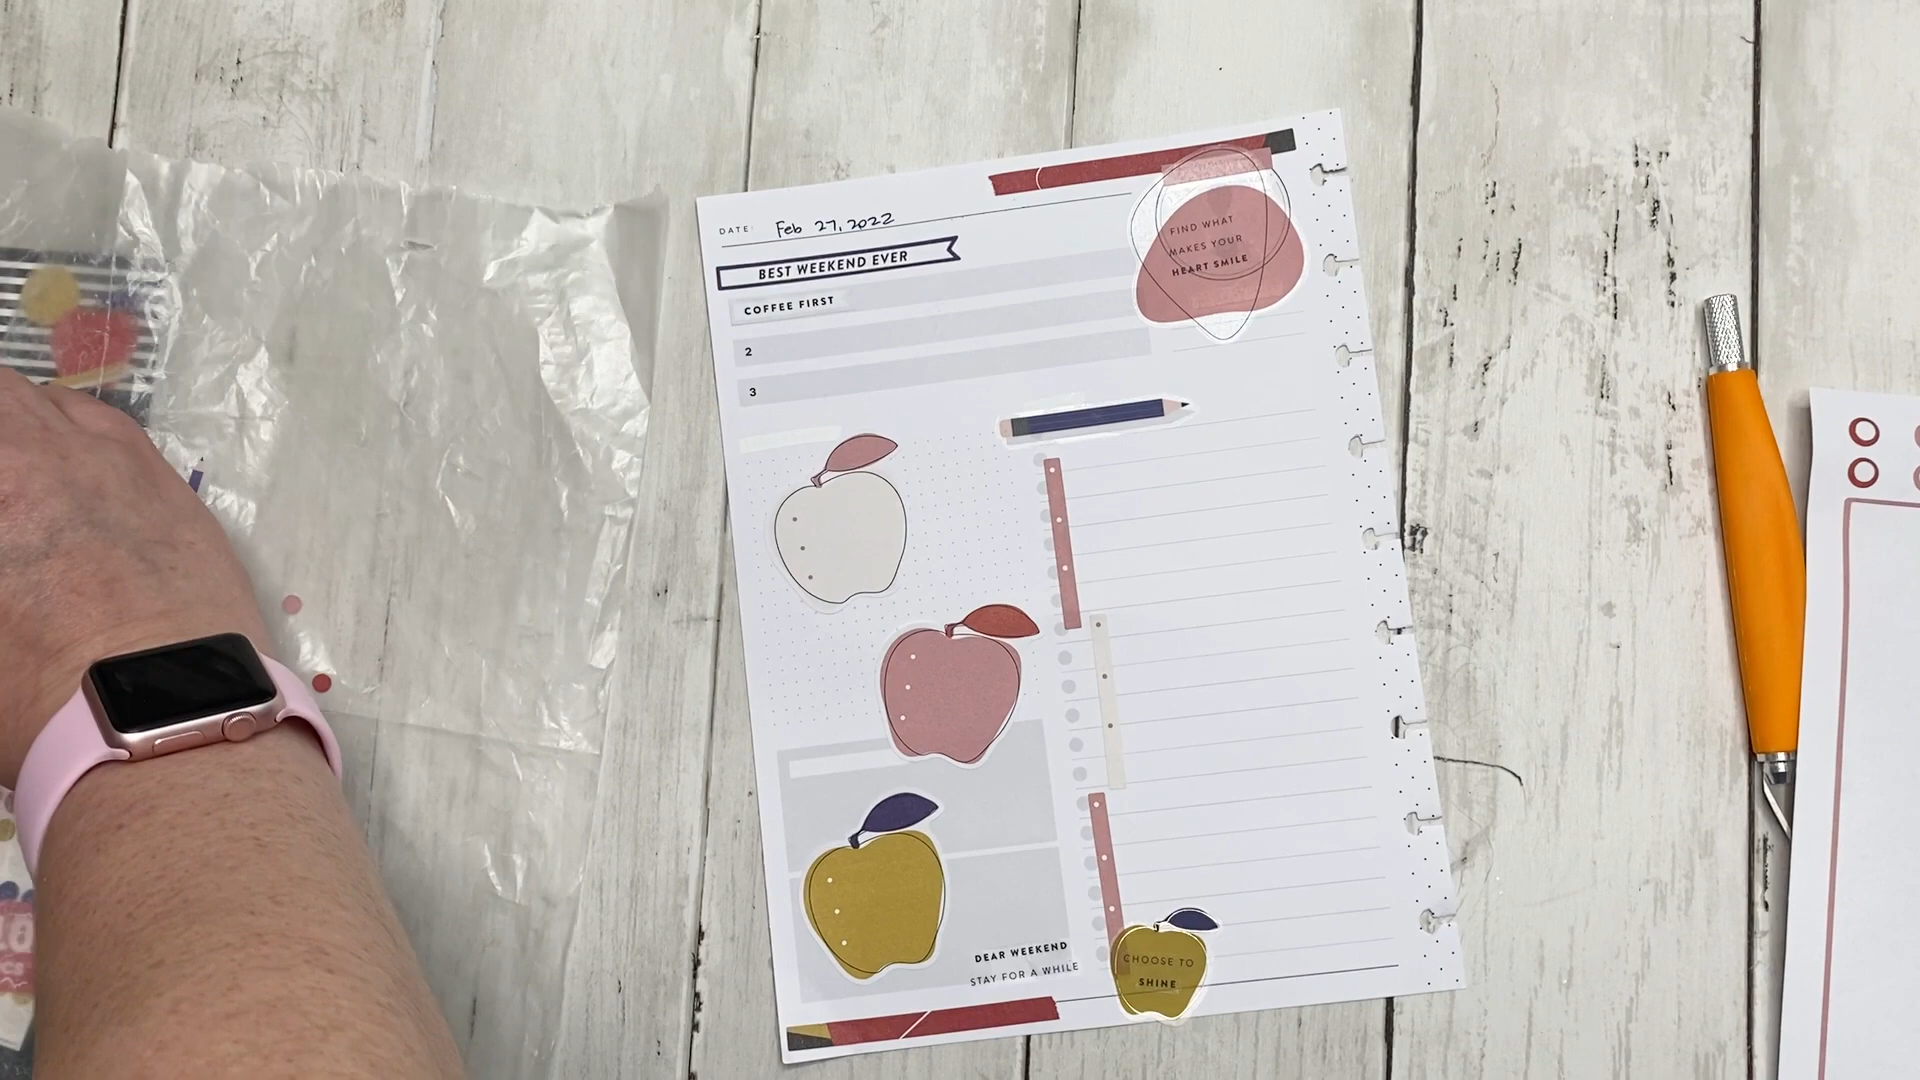 DATE: Feb 27, 2022
BEST WEEKEND EVER
COFFEE FIRST
2
3
FIND WHAT
MAKES YOUR
HEART SMILE
DEAR WEEKEND
STAY FOR A WHILE
CHOOSE TO
SHINE